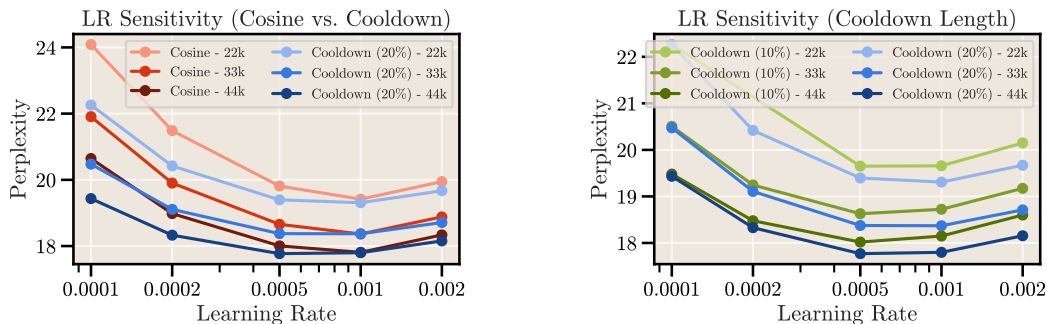 LR Sensitivity (Cosine vs. Cooldown)
Perplexity
24
22
20
18
Cosine - 22k
Cosine - 33k
Cosine - 44k
Cooldown (20%) - 22k
Cooldown (20%) - 33k
Cooldown (20%) - 44k
0.0001 0.0002 0.0005 0.001 0.002
Learning Rate
LR Sensitivity (Cooldown Length)
Perplexity
22
21
20
19
18
Cooldown (10%) - 22k
Cooldown (10%) - 33k
Cooldown (10%) - 44k
Cooldown (20%) - 22k
Cooldown (20%) - 33k
Cooldown (20%) - 44k
0.0001 0.0002 0.0005 0.001 0.002
Learning Rate